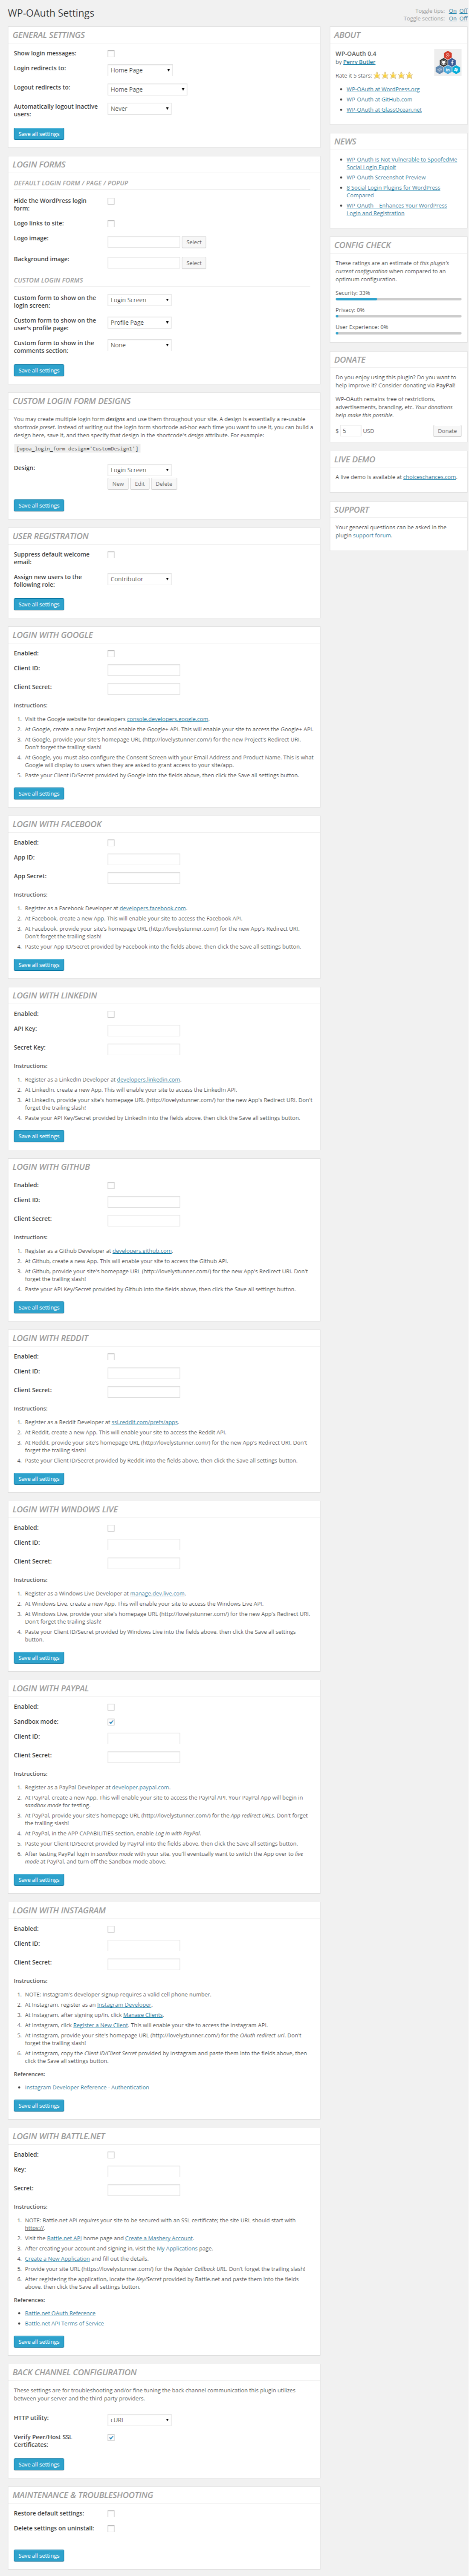 WP-OAuth Settings
Toggle tips: On Off
Toggle sections: On Off
GENERAL SETTINGS
Show login messages:
Login redirects to: Home Page
Logout redirects to: Home Page
Automatically logout inactive users: Never
Save all settings
LOGIN FORMS
DEFAULT LOGIN FORM / PAGE / POPUP
Hide the WordPress login form:
Logo links to site:
Logo image: Select
Background image: Select
CUSTOM LOGIN FORMS
Custom form to show on the login screen: Login Screen
Custom form to show on the user's profile page: Profile Page
Custom form to show in the comments section: None
Save all settings
CUSTOM LOGIN FORM DESIGNS
You may create multiple login form designs and use them throughout your site. A design is essentially a re-usable
shortcode preset. Instead of writing out the login form shortcode ad-hoc each time you want to use it, you can build a
design here, save it, and then specify that design in the shortcode's design attribute. For example:
[wpoa_login_form design='CustomDesign1']
Design: Login Screen
New Edit Delete
Save all settings
USER REGISTRATION
Suppress default welcome email:
Assign new users to the following role: Contributor
Save all settings
LOGIN WITH GOOGLE
Enabled:
Client ID:
Client Secret:
Instructions:
1. Visit the Google website for developers console.developers.google.com.
2. At Google, create a new Project and enable the Google+ API. This will enable your site to access the Google+ API.
3. At Google, provide your site's homepage URL (http://lovelystunner.com/) for the new Project's Redirect URI.
Don't forget the trailing slash!
4. At Google, you must also configure the Consent Screen with your Email Address and Product Name. This is what
Google will display to users when they are asked to grant access to your site/app.
5. Paste your Client ID/Secret provided by Google into the fields above, then click the Save all settings button.
Save all settings
LOGIN WITH FACEBOOK
Enabled:
App ID:
App Secret:
Instructions:
1. Register as a Facebook Developer at developers.facebook.com.
2. At Facebook, create a new App. This will enable your site to access the Facebook API.
3. At Facebook, provide your site's homepage URL (http://lovelystunner.com/) for the new App's Redirect URI.
Don't forget the trailing slash!
4. Paste your App ID/Secret provided by Facebook into the fields above, then click the Save all settings button.
Save all settings
LOGIN WITH LINKEDIN
Enabled:
API Key:
Secret Key:
Instructions:
1. Register as a LinkedIn Developer at developers.linkedin.com.
2. At LinkedIn, create a new App. This will enable your site to access the LinkedIn API.
3. At LinkedIn, provide your site's homepage URL (http://lovelystunner.com/) for the new App's Redirect URI. Don't
forget the trailing slash!
4. Paste your API Key/Secret provided by LinkedIn into the fields above, then click the Save all settings button.
Save all settings
LOGIN WITH GITHUB
Enabled:
Client ID:
Client Secret:
Instructions:
1. Register as a Github Developer at developers.github.com.
2. At Github, create a new App. This will enable your site to access the Github API.
3. At Github, provide your site's homepage URL (http://lovelystunner.com/) for the new App's Redirect URI. Don't
forget the trailing slash!
4. Paste your API Key/Secret provided by Github into the fields above, then click the Save all settings button.
Save all settings
LOGIN WITH REDDIT
Enabled:
Client ID:
Client Secret:
Instructions:
1. Register as a Reddit Developer at ssl.reddit.com/prefs/apps.
2. At Reddit, create a new App. This will enable your site to access the Reddit API.
3. At Reddit, provide your site's homepage URL (http://lovelystunner.com/) for the new App's Redirect URI. Don't
forget the trailing slash!
4. Paste your Client ID/Secret provided by Reddit into the fields above, then click the Save all settings button.
Save all settings
LOGIN WITH WINDOWS LIVE
Enabled:
Client ID:
Client Secret:
Instructions:
1. Register as a Windows Live Developer at manage.dev.live.com.
2. At Windows Live, create a new App. This will enable your site to access the Windows Live API.
3. At Windows Live, provide your site's homepage URL (http://lovelystunner.com/) for the new App's Redirect URI.
Don't forget the trailing slash!
4. Paste your Client ID/Secret provided by Windows Live into the fields above, then click the Save all settings
button.
Save all settings
LOGIN WITH PAYPAL
Enabled:
Sandbox mode:
Client ID:
Client Secret:
Instructions:
1. Register as a PayPal Developer at developer.paypal.com.
2. At PayPal, create a new App. This will enable your site to access the PayPal API. Your PayPal App will begin in
sandbox mode for testing.
3. At PayPal, provide your site's homepage URL (http://lovelystunner.com/) for the App redirect URLs. Don't forget
the trailing slash!
4. At PayPal, in the APP CAPABILITIES section, enable Log in with PayPal.
5. Paste your Client ID/Secret provided by PayPal into the fields above, then click the Save all settings button.
6. After testing PayPal login in sandbox mode with your site, you'll eventually want to switch the App over to live
mode at PayPal, and turn off the Sandbox mode above.
Save all settings
LOGIN WITH INSTAGRAM
Enabled:
Client ID:
Client Secret:
Instructions:
1. NOTE: Instagram's developer signup requires a valid cell phone number.
2. At Instagram, register as an Instagram Developer.
3. At Instagram, after signing up/in, click Manage Clients.
4. At Instagram, click Register a New Client. This will enable your site to access the Instagram API.
5. At Instagram, provide your site's homepage URL (http://lovelystunner.com/) for the OAuth redirect_uri. Don't
forget the trailing slash!
6. At Instagram, copy the Client ID/Client Secret provided by Instagram and paste them into the fields above, then
click the Save all settings button.
References:
Instagram Developer Reference - Authentication
Save all settings
LOGIN WITH BATTLE.NET
Enabled:
Key:
Secret:
Instructions:
1. NOTE: Battle.net API requires your site to be secured with an SSL certificate; the site URL should start with
https://.
2. Visit the Battle.net API home page and Create a Mashery Account.
3. After creating your account and signing in, visit the My Applications page.
4. Create a New Application and fill out the details.
5. Provide your site URL (https://lovelystunner.com/) for the Register Callback URL. Don't forget the trailing slash!
6. After registering the application, locate the Key/Secret provided by Battle.net and paste them into the fields
above, then click the Save all settings button.
References:
Battle.net OAuth Reference
Battle.net API Terms of Service
Save all settings
BACK CHANNEL CONFIGURATION
These settings are for troubleshooting and/or fine tuning the back channel communication this plugin utilizes
between your server and the third-party providers.
HTTP utility: cURL
Verify Peer/Host SSL Certificates:
Save all settings
MAINTENANCE & TROUBLESHOOTING
Restore default settings:
Delete settings on uninstall:
Save all settings
ABOUT
WP-OAuth 0.4
by Perry Butler
Rate it 5 stars:
WP-OAuth at WordPress.org
WP-OAuth at GitHub.com
WP-OAuth at GlassOcean.net
NEWS
WP-OAuth Is Not Vulnerable to SpoofedMe
Social Login Exploit
WP-OAuth Screenshot Preview
8 Social Login Plugins for WordPress
Compared
WP-OAuth – Enhances Your WordPress
Login and Registration
CONFIG CHECK
These ratings are an estimate of this plugin's
current configuration when compared to an
optimum configuration.
Security: 33%
Privacy: 0%
User Experience: 0%
DONATE
Do you enjoy using this plugin? Do you want to
help improve it? Consider donating via PayPal!
WP-OAuth remains free of restrictions,
advertisements, branding, etc. Your donations
help make this possible.
$ 5 USD Donate
LIVE DEMO
A live demo is available at choiceschances.com.
SUPPORT
Your general questions can be asked in the
plugin support forum.